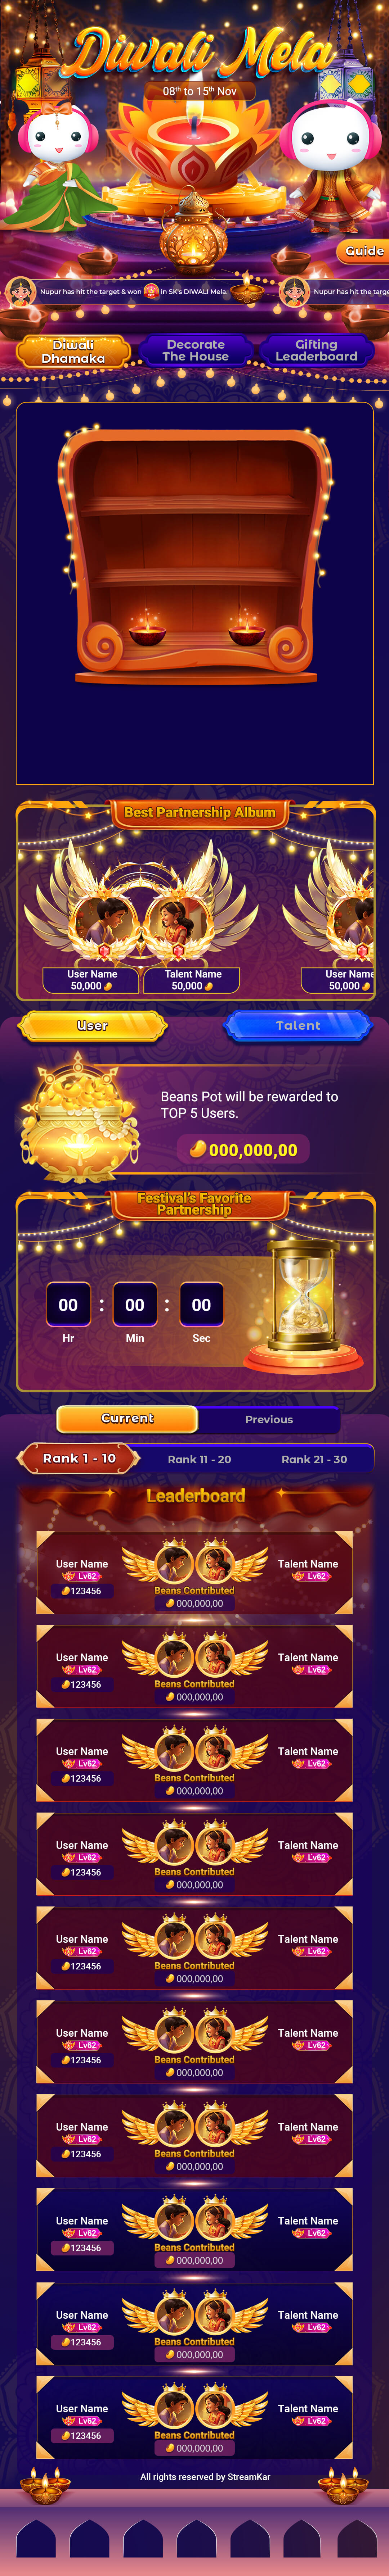 Diwali Mela
08th to 15th Nov
Guide
Nupur has hit the target & won in SK's DIWALI Mela.
Nupur has hit the targe
Diwali Dhamaka
Decorate The House
Gifting Leaderboard
Best Partnership Album
User Name
50,000
Talent Name
50,000
User Name
50,000
User
Talent
Beans Pot will be rewarded to
TOP 5 Users.
000,000,00
Festival's Favorite
Partnership
00 : 00 : 00
Hr Min Sec
Current
Previous
Rank 1 - 10
Rank 11 - 20
Rank 21 - 30
Leaderboard
User Name
Lv62
123456
Beans Contributed
000,000,00
Talent Name
Lv62
User Name
Lv62
123456
Beans Contributed
000,000,00
Talent Name
Lv62
User Name
Lv62
123456
Beans Contributed
000,000,00
Talent Name
Lv62
User Name
Lv62
123456
Beans Contributed
000,000,00
Talent Name
Lv62
User Name
Lv62
123456
Beans Contributed
000,000,00
Talent Name
Lv62
User Name
Lv62
123456
Beans Contributed
000,000,00
Talent Name
Lv62
User Name
Lv62
123456
Beans Contributed
000,000,00
Talent Name
Lv62
User Name
Lv62
123456
Beans Contributed
000,000,00
Talent Name
Lv62
User Name
Lv62
123456
Beans Contributed
000,000,00
Talent Name
Lv62
User Name
Lv62
123456
Beans Contributed
000,000,00
Talent Name
Lv62
All rights reserved by StreamKar